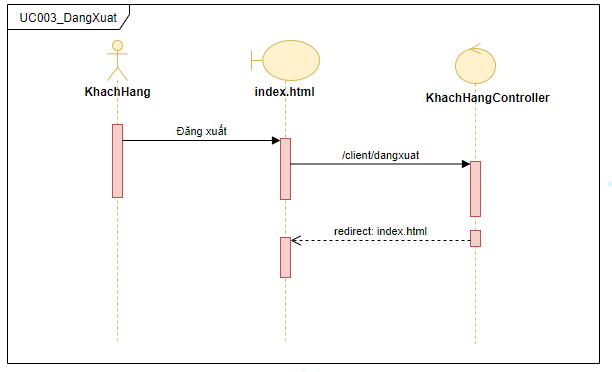 UC003_DangXuat
KhachHang
index.html
KhachHangController
Đăng xuất
/client/dangxuat
redirect: index.html